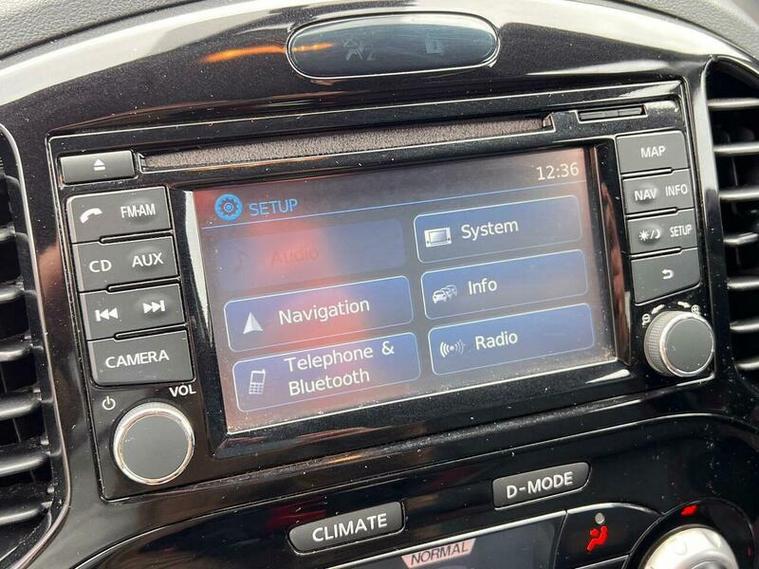 MAP
12:36
FM-AM
NAV INFO
SETUP
System
Audio
SETUP
CD AUX
Info
Navigation
CAMERA
Radio
Telephone &
Bluetooth
VOL
D-MODE
CLIMATE
NORMAL